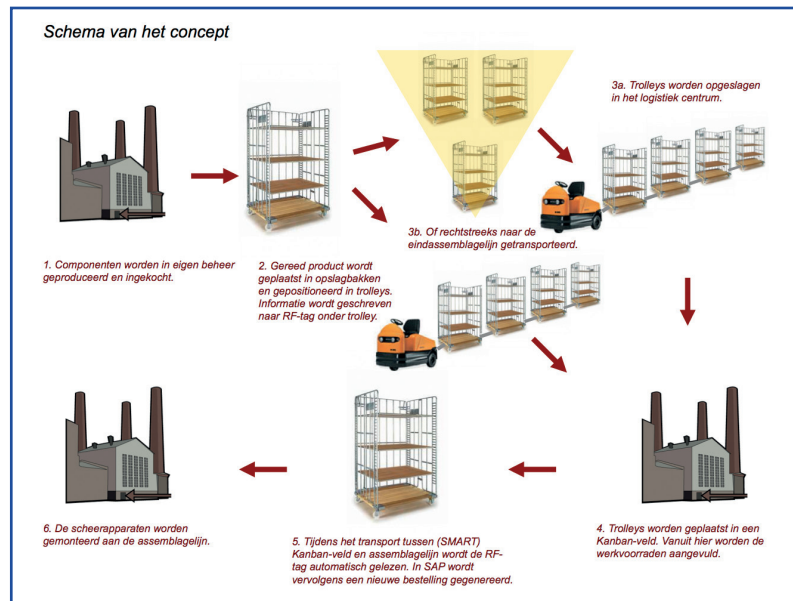 Schema van het concept
1. Componenten worden in eigen beheer
geproduceerd en ingekocht.
2. Gereed product wordt
geplaatst in opslagbakken
en gepositioneerd in trolleys.
Informatie wordt geschreven
naar RF-tag onder trolley.
3a. Trolleys worden opgeslagen
in het logistiek centrum.
3b. Of rechtstreeks naar de
eindassemblagelijn getransporteerd.
4. Trolleys worden geplaatst in een
Kanban-veld. Vanuit hier worden de
werkvoorraden aangevuld.
5. Tijdens het transport tussen (SMART)
Kanban-veld en assemblagelijn wordt de RF-
tag automatisch gelezen. In SAP wordt
vervolgens een nieuwe bestelling gegenereerd.
6. De scheerapparaten worden
gemonteerd aan de assemblagelijn.